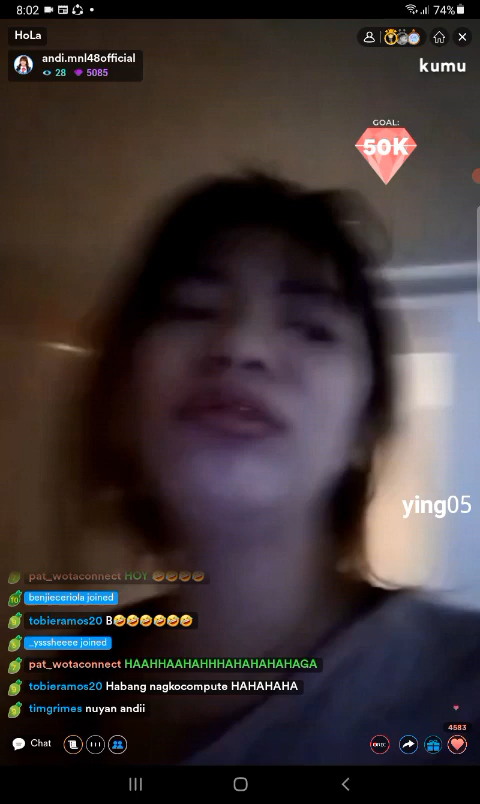 8:02
74%
HoLa
andi.mnl48official
28 5085
kumu
GOAL:
50K
ying05
pat_wotaconnect HOY 🤣🤣🤣🤣
benjieceriola joined
tobieramos20 B🤣🤣🤣🤣🤣🤣
_ysssheeee joined
pat_wotaconnect HAAHHAAHAHHHAHAHAHAHAGA
tobieramos20 Habang nagkocompute HAHAHAHA
timgrimes nuyan andii
4583
Chat